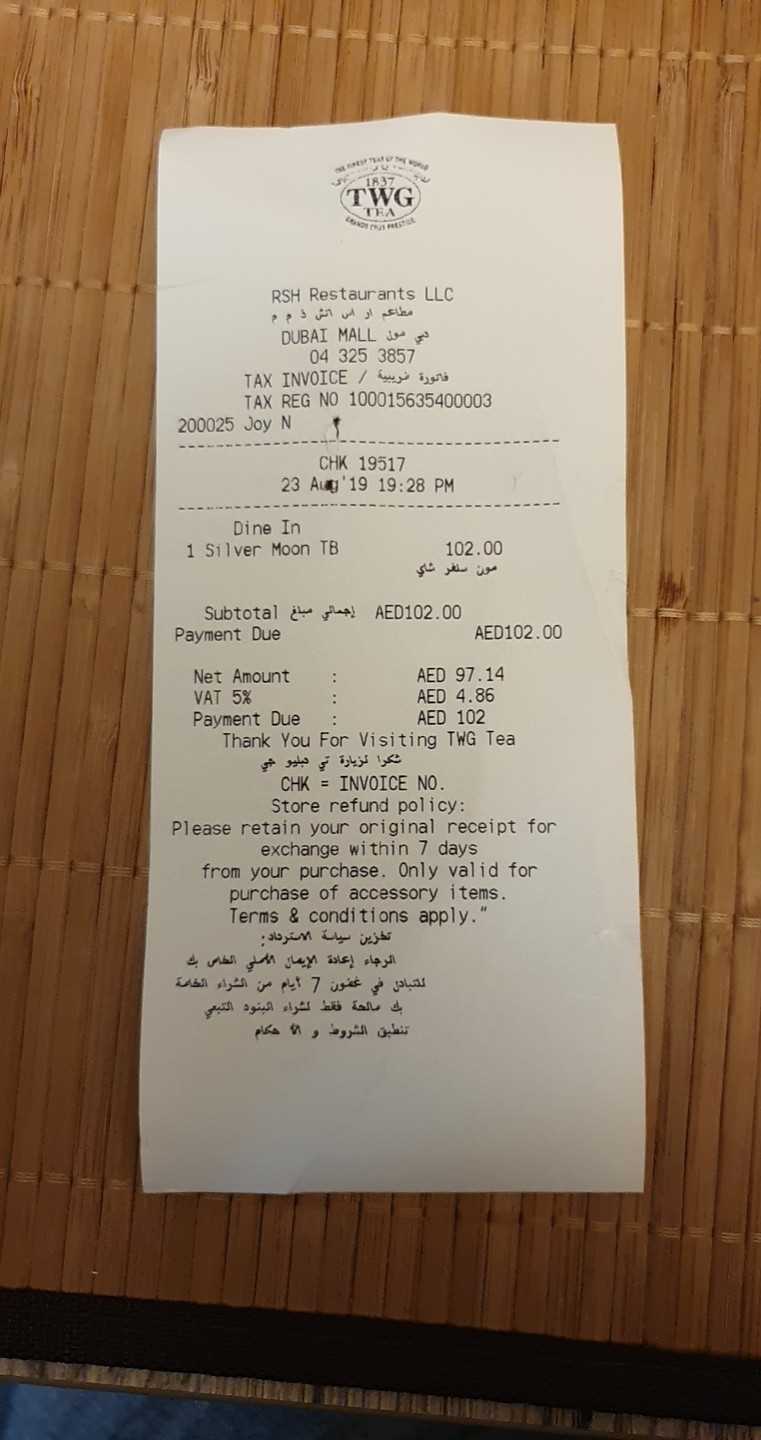 THE FINEST TEAS OF THE WORLD
1837
TWG
TEA
GRANDS CRUS PRESTIGE
RSH Restaurants LLC
مطاعم ار اس اتش ذ م م
DUBAI MALL دبي مول
04 325 3857
TAX INVOICE / فاتورة ضريبية
TAX REG NO 100015635400003
200025 Joy N
CHK 19517
23 Aug'19 19:28 PM
Dine In
1 Silver Moon TB 102.00
مون سلفر شاي
Subtotal إجمالي مبلغ AED102.00
Payment Due AED102.00
Net Amount : AED 97.14
VAT 5% : AED 4.86
Payment Due : AED 102
Thank You For Visiting TWG Tea
شكرا لزيارة تي دبليو جي
CHK = INVOICE NO.
Store refund policy:
Please retain your original receipt for
exchange within 7 days
from your purchase. Only valid for
purchase of accessory items.
Terms & conditions apply."
تخزين سياسة الاسترداد:
الرجاء إعادة الإيصال الأصلي الخاص بك
للتبادل في غضون 7 أيام من الشراء الخاصة
بك صالحة فقط لشراء البنود التبعي
تنطبق الشروط و الأ حكام